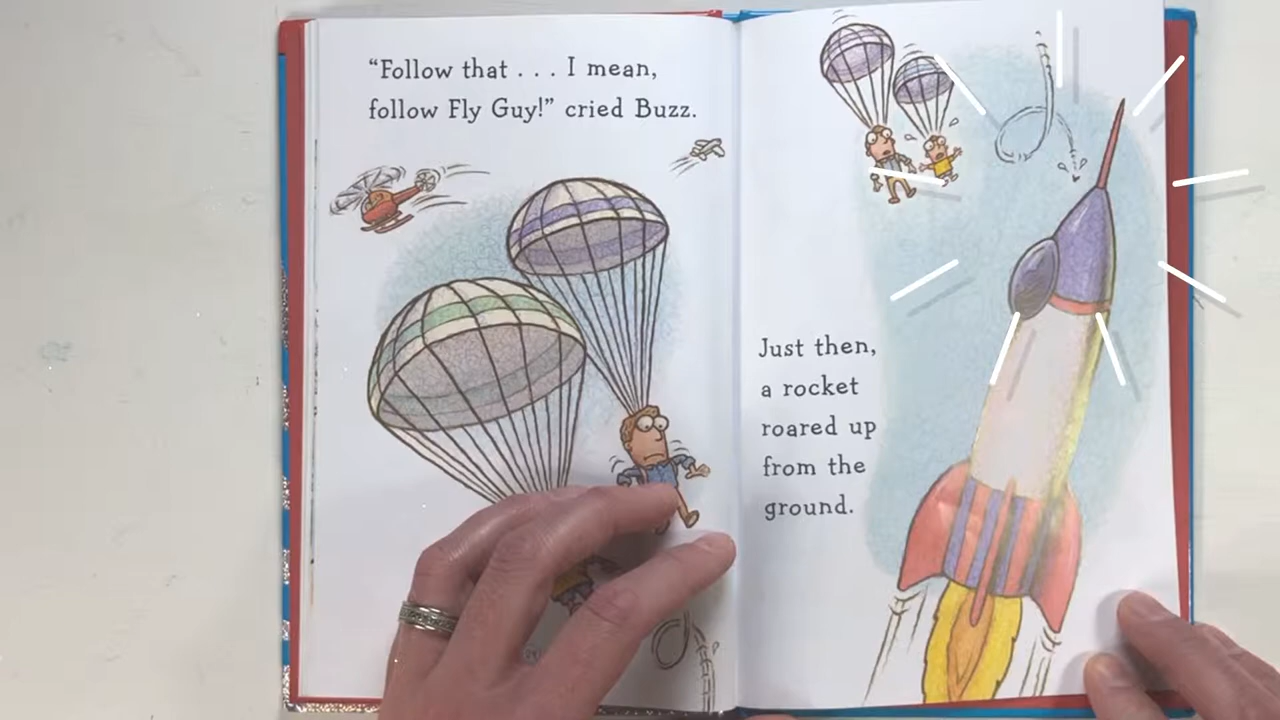 “Follow that . . . I mean,
follow Fly Guy!” cried Buzz.
Just then,
a rocket
roared up
from the
ground.